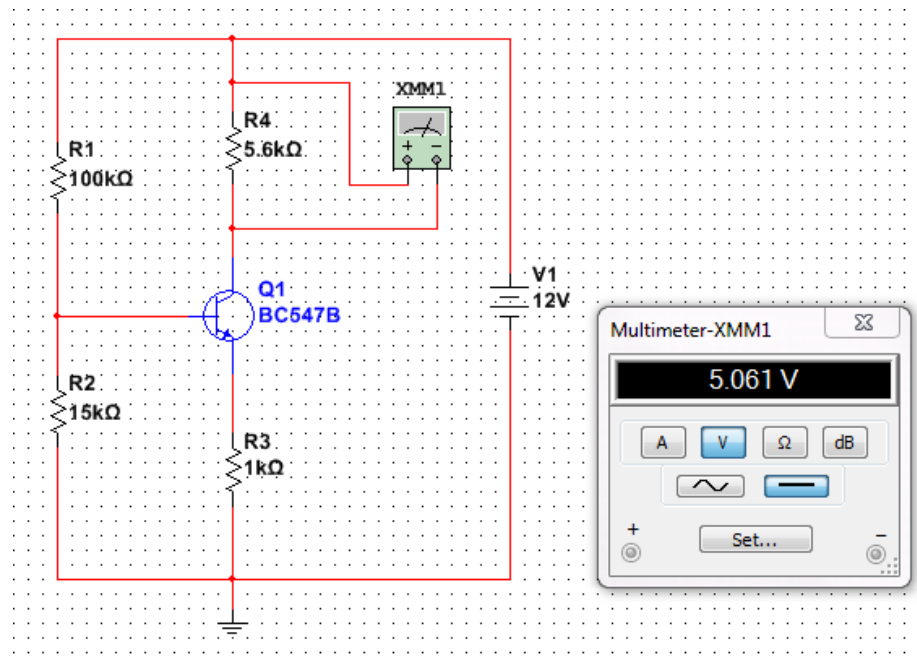 XMM1
+ −
R4
5.6kΩ
R1
100kΩ
Q1
BC547B
V1
12V
R2
15kΩ
R3
1kΩ
Multimeter-XMM1
5.061 V
A V Ω dB
+ Set... −